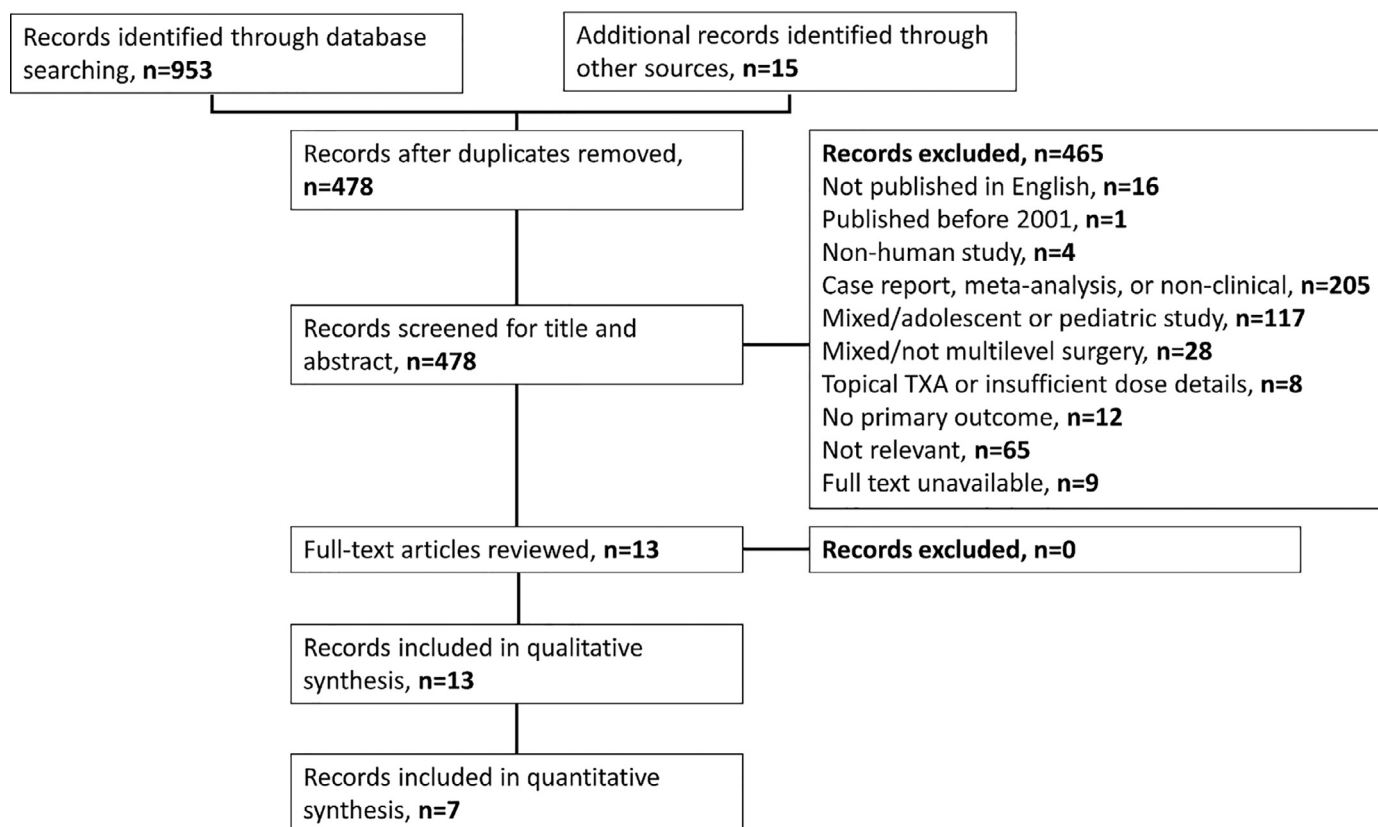 Records identified through database
searching, n=953
Additional records identified through
other sources, n=15
Records after duplicates removed,
n=478
Records excluded, n=465
Not published in English, n=16
Published before 2001, n=1
Non-human study, n=4
Case report, meta-analysis, or non-clinical, n=205
Mixed/adolescent or pediatric study, n=117
Mixed/not multilevel surgery, n=28
Topical TXA or insufficient dose details, n=8
No primary outcome, n=12
Not relevant, n=65
Full text unavailable, n=9
Records screened for title and
abstract, n=478
Full-text articles reviewed, n=13
Records excluded, n=0
Records included in qualitative
synthesis, n=13
Records included in quantitative
synthesis, n=7